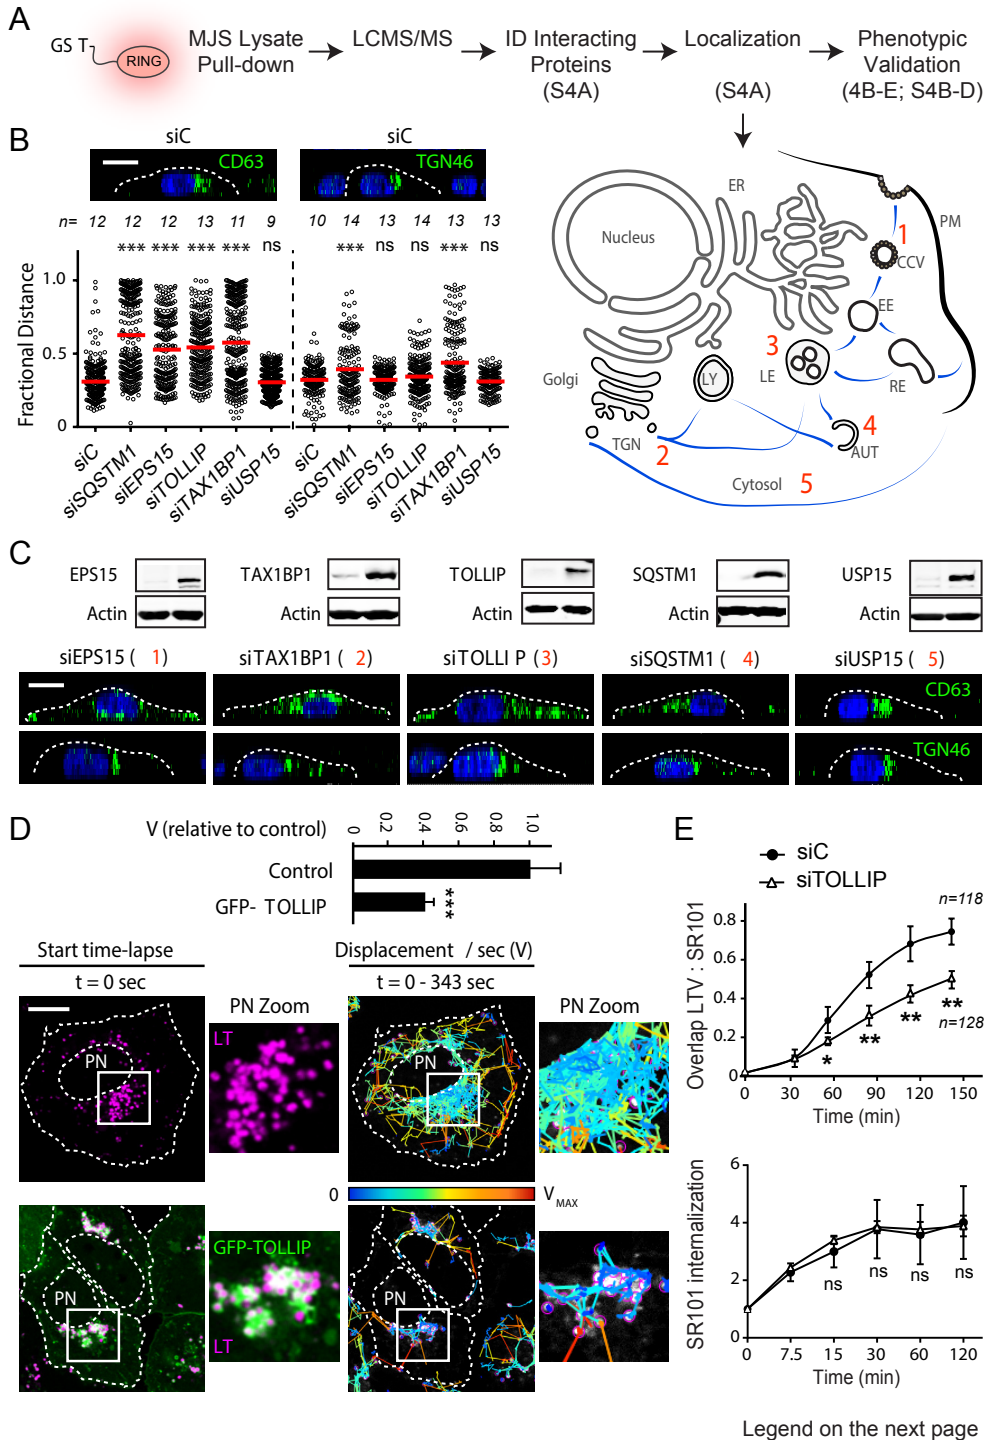 A
GS T
RING
MJS Lysate
Pull-down
LCMS/MS
ID Interacting
Proteins
(S4A)
Localization
(S4A)
Phenotypic
Validation
(4B-E; S4B-D)
B
siC
siC
CD63
TGN46
n= 12 12 12 13 11 9 10 14 13 14 13 13
*** *** *** *** ns *** ns ns *** ns
Fractional Distance
1.0
0.5
0
siC
siSQSTM1
siEPS15
siTOLLIP
siTAX1BP1
siUSP15
siC
siSQSTM1
siEPS15
siTOLLIP
siTAX1BP1
siUSP15
Nucleus
ER
PM
1
CCV
EE
3
LE
RE
Golgi
LY
4
AUT
TGN
2
Cytosol
5
C
EPS15
Actin
TAX1BP1
Actin
TOLLIP
Actin
SQSTM1
Actin
USP15
Actin
siEPS15 ( 1)
siTAX1BP1 ( 2)
siTOLLI P (3)
siSQSTM1 ( 4)
siUSP15 ( 5)
CD63
TGN46
D
V (relative to control)
0 0.2 0.4 0.6 0.8 1.0
Control
GFP- TOLLIP
***
Start time-lapse
t = 0 sec
Displacement / sec (V)
t = 0 - 343 sec
PN Zoom
PN Zoom
PN
LT
PN
0
V MAX
GFP-TOLLIP
PN
LT
E
siC
siTOLLIP
n=118
n=128
Overlap LTV : SR101
0.8
0.6
0.4
0.2
0
* ** ** **
0 30 60 84 90 120 150
Time (min)
SR101 internalization
6
4
2
0
ns ns ns ns
0 7.5 15 30 60 120
Time (min)
Legend on the next page